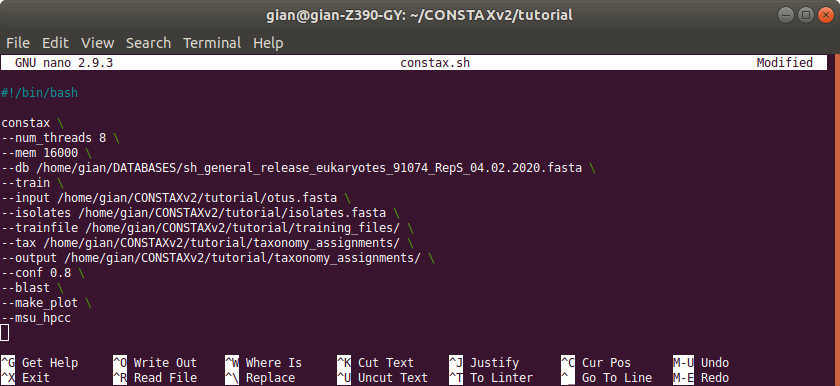 gian@gian-Z390-GY: ~/CONSTAXv2/tutorial
File Edit View Search Terminal Help
GNU nano 2.9.3 constax.sh Modified
#!/bin/bash
constax \
--num_threads 8 \
--mem 16000 \
--db /home/gian/DATABASES/sh_general_release_eukaryotes_91074_RepS_04.02.2020.fasta \
--train \
--input /home/gian/CONSTAXv2/tutorial/otus.fasta \
--isolates /home/gian/CONSTAXv2/tutorial/isolates.fasta \
--trainfile /home/gian/CONSTAXv2/tutorial/training_files/ \
--tax /home/gian/CONSTAXv2/tutorial/taxonomy_assignments/ \
--output /home/gian/CONSTAXv2/tutorial/taxonomy_assignments/ \
--conf 0.8 \
--blast \
--make_plot \
--msu_hpcc
^G Get Help ^O Write Out ^W Where Is ^K Cut Text ^J Justify ^C Cur Pos M-U Undo
^X Exit ^R Read File ^\ Replace ^U Uncut Text ^T To Linter ^_ Go To Line M-E Redo